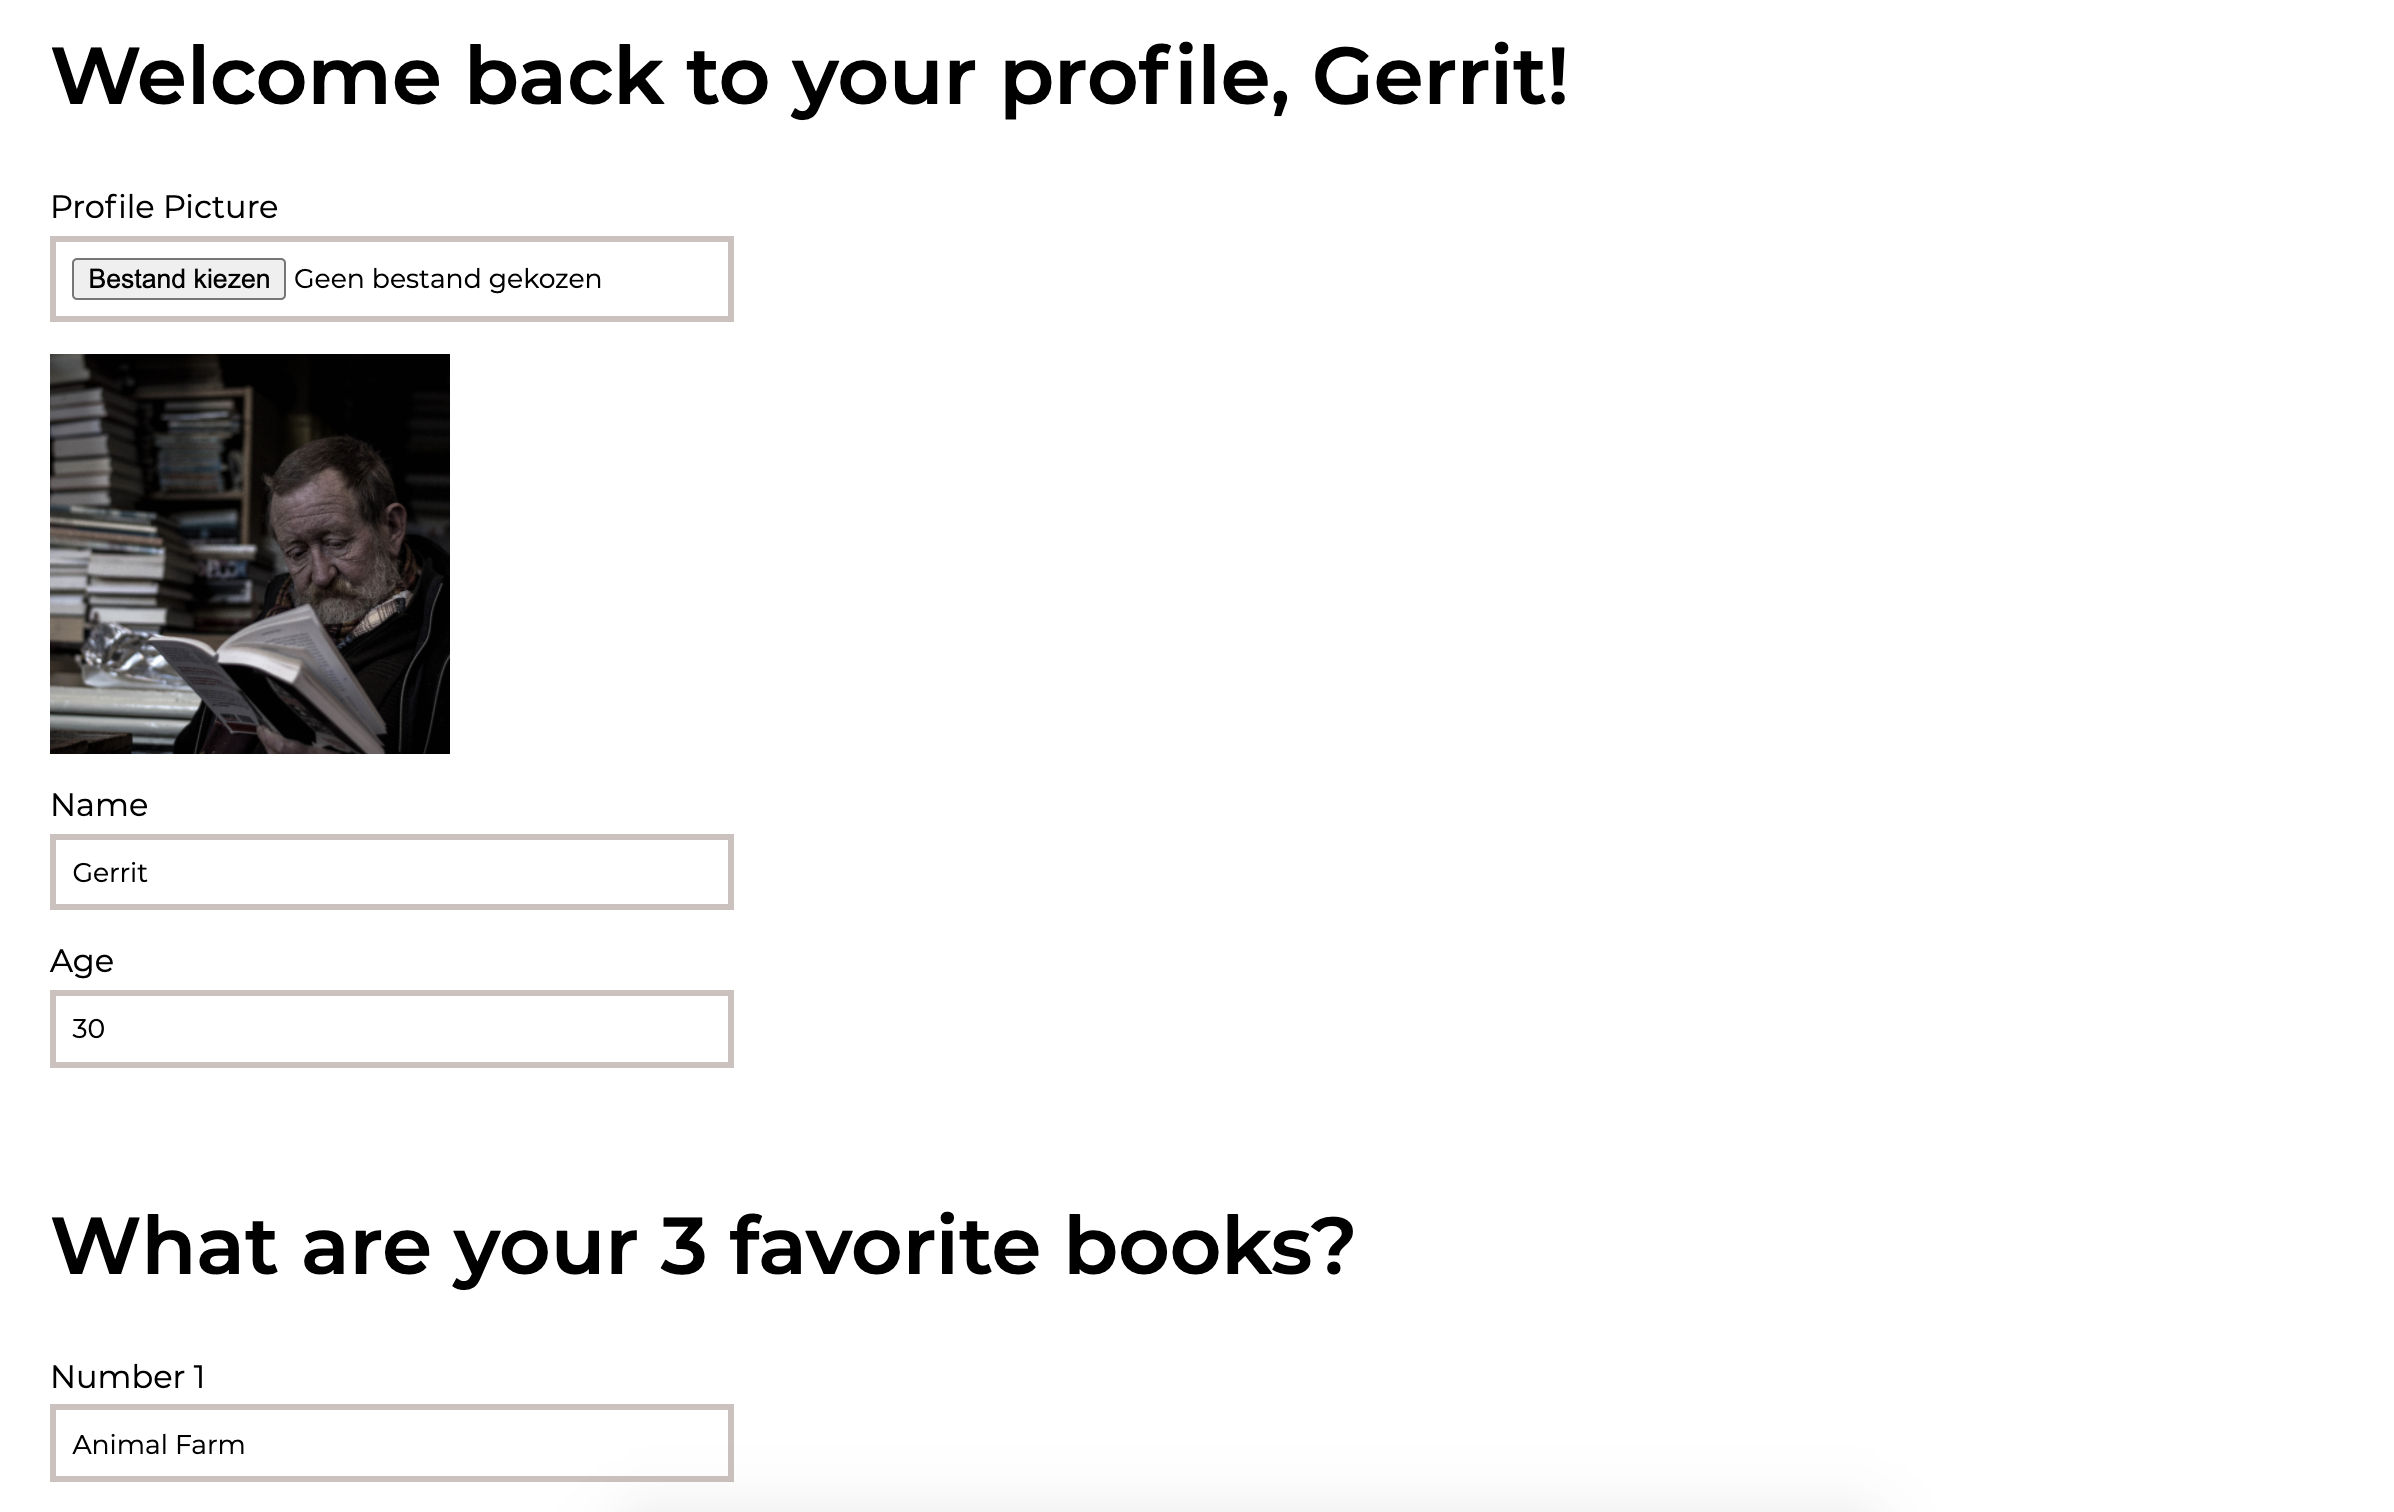 Welcome back to your profile, Gerrit!
Profile Picture
Bestand kiezen Geen bestand gekozen
Name
Gerrit
Age
30
What are your 3 favorite books?
Number 1
Animal Farm